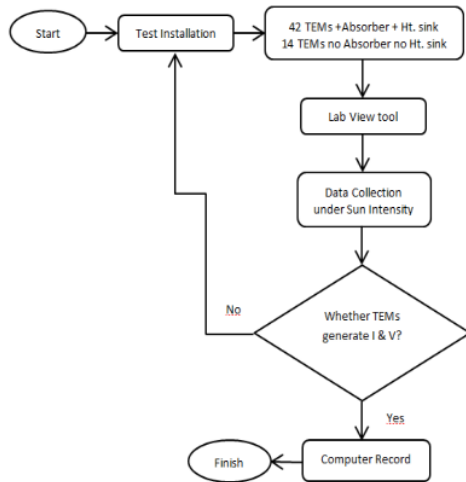 Start
Test Installation
42 TEMs +Absorber + Ht. sink
14 TEMs no Absorber no Ht. sink
Lab View tool
Data Collection
under Sun Intensity
No
Whether TEMs
generate I & V?
Yes
Finish
Computer Record